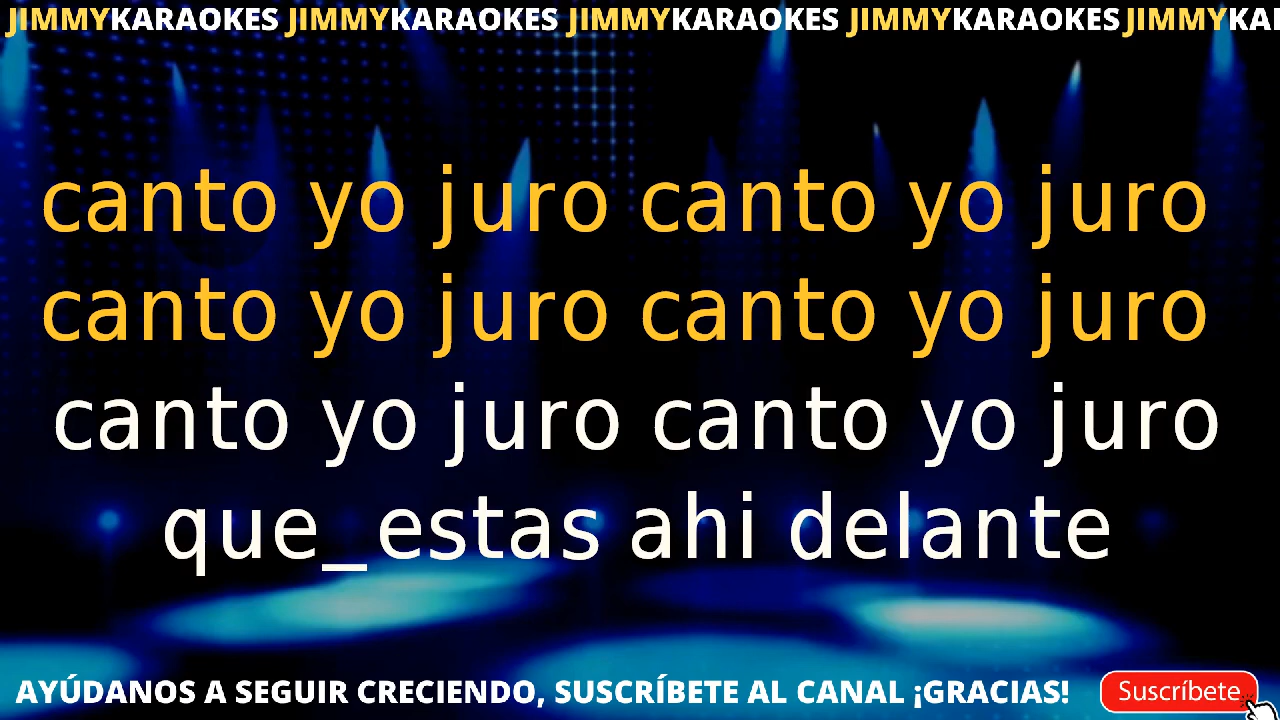 JIMMYKARAOKES JIMMYKARAOKES JIMMYKARAOKES JIMMYKARAOKES JIMMYKA
canto yo juro canto yo juro
canto yo juro canto yo juro
canto yo juro canto yo juro
que_estas ahi delante
AYÚDANOS A SEGUIR CRECIENDO, SUSCRÍBETE AL CANAL ¡GRACIAS! Suscríbete